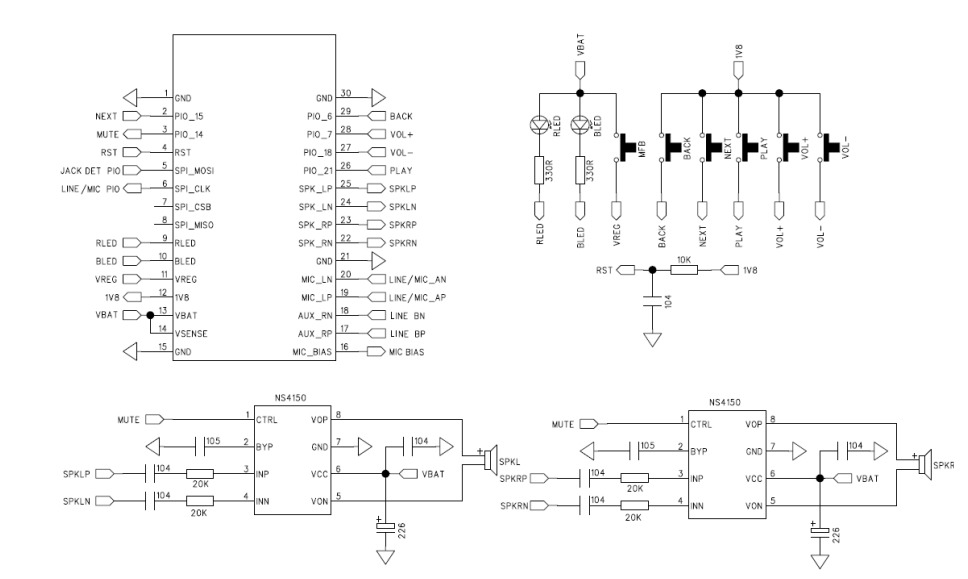 1 GND
NEXT 2 PIO_15
MUTE 3 PIO_14
RST 4 RST
JACK DET PIO 5 SPI_MOSI
LINE/MIC PIO 6 SPI_CLK
7 SPI_CSB
8 SPI_MISO
RLED 9 RLED
BLED 10 BLED
VREG 11 VREG
1V8 12 1V8
VBAT 13 VBAT
14 VSENSE
15 GND
GND 30
PIO_6 29 BACK
PIO_7 28 VOL+
PIO_18 27 VOL-
PIO_21 26 PLAY
SPK_LP 25 SPKLP
SPK_LN 24 SPKLN
SPK_RP 23 SPKRP
SPK_RN 22 SPKRN
GND 21
MIC_LN 20 LINE/MIC_AN
MIC_LP 19 LINE/MIC_AP
AUX_RN 18 LINE BN
AUX_RP 17 LINE BP
MIC_BIAS 16 MIC BIAS
VBAT
1V8
RLED
BLED
MFB
BACK
NEXT
PLAY
VOL+
VOL-
330R
330R
RLED
BLED
VREG
BACK
NEXT
PLAY
VOL+
VOL-
RST 10K 1V8
104
NS4150
MUTE 1 CTRL VOP 8
105 2 BYP GND 7 104
SPKLP 104 20K 3 INP VCC 6 VBAT
SPKLN 104 20K 4 INN VON 5
SPKL
226
NS4150
MUTE 1 CTRL VOP 8
105 2 BYP GND 7 104
SPKRP 104 20K 3 INP VCC 6 VBAT
SPKRN 104 20K 4 INN VON 5
SPKR
226